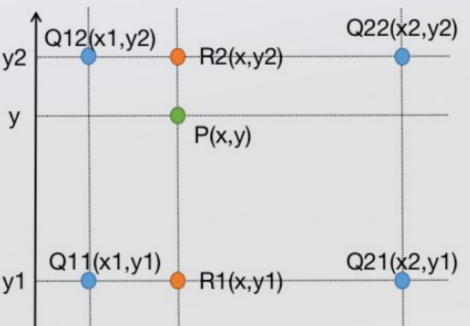 Q12(x1,y2)
Q22(x2,y2)
y2
R2(x,y2)
y
P(x,y)
Q11(x1,y1)
Q21(x2,y1)
y1
R1(x,y1)